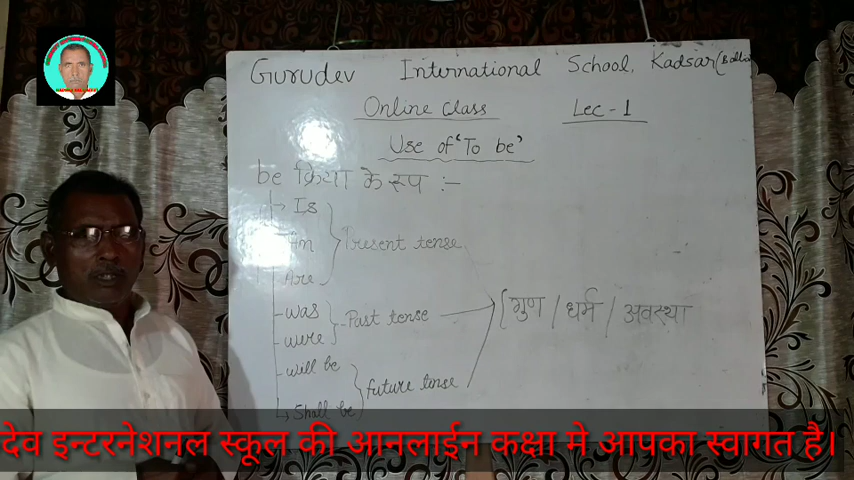 Gurudev International School, Kadsar(Ballia
Online Class Lec-1
Use of 'To be'
be क्रिया के रूप :-
Is
Am
Are
Present tense
was
were
Past tense
will be
Shall be
future tense
गुण / धर्म / अवस्था
देव इन्टरनेशनल स्कूल की आनलाईन कक्षा मे आपका स्वागत है।